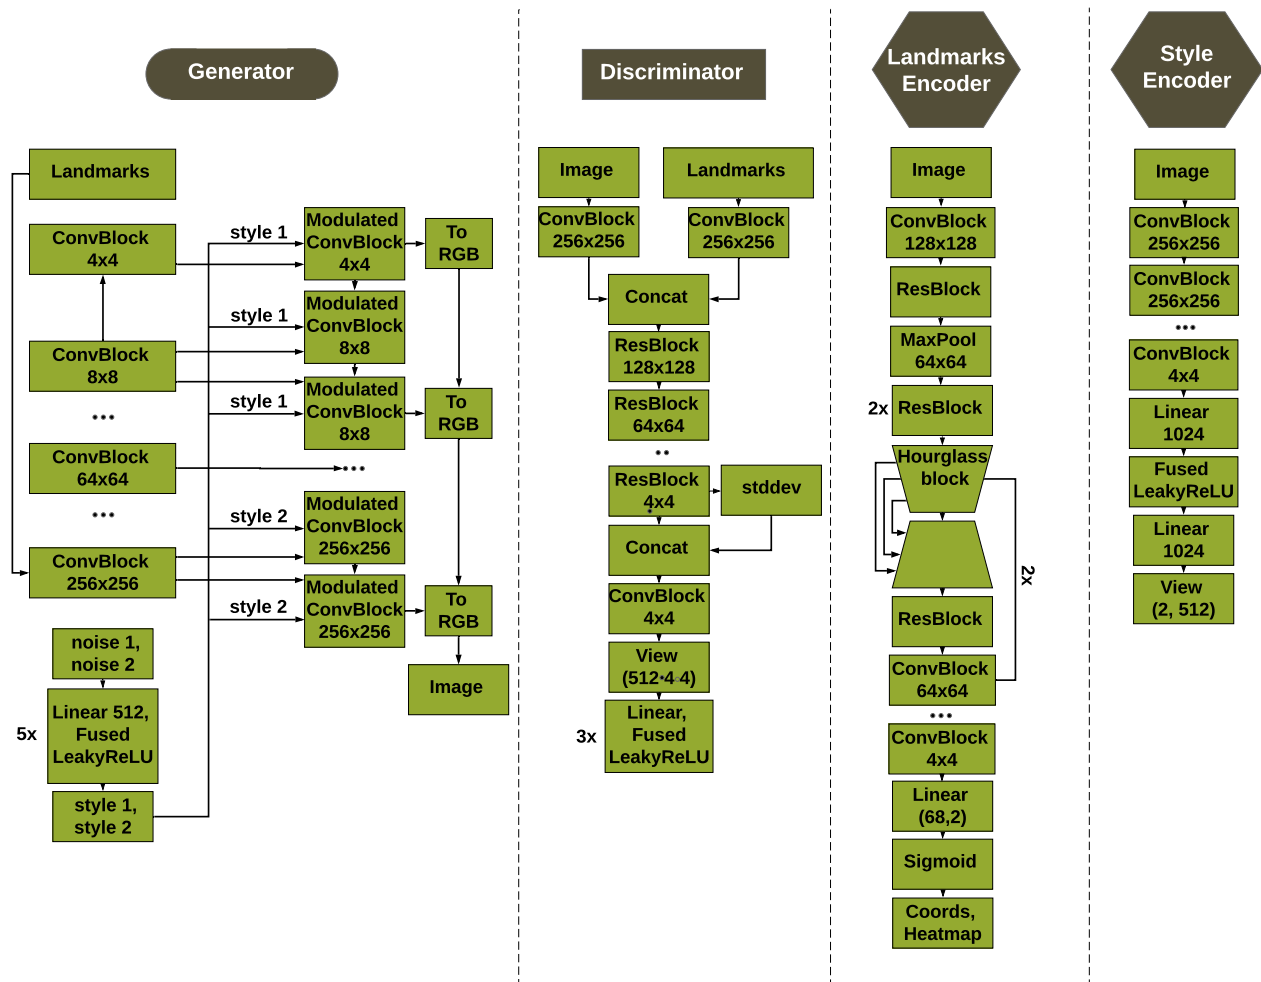 Generator
Landmarks
ConvBlock
4x4
ConvBlock
8x8
...
ConvBlock
64x64
...
ConvBlock
256x256
noise 1,
noise 2
5x
Linear 512,
Fused
LeakyReLU
style 1,
style 2
style 1
Modulated
ConvBlock
4x4
To
RGB
style 1
Modulated
ConvBlock
8x8
style 1
Modulated
ConvBlock
8x8
To
RGB
...
style 2
Modulated
ConvBlock
256x256
style 2
Modulated
ConvBlock
256x256
To
RGB
Image
Discriminator
Image
Landmarks
ConvBlock
256x256
ConvBlock
256x256
Concat
ResBlock
128x128
ResBlock
64x64
..
ResBlock
4x4
stddev
Concat
ConvBlock
4x4
View
(512*4*4)
3x
Linear,
Fused
LeakyReLU
Landmarks
Encoder
Image
ConvBlock
128x128
ResBlock
MaxPool
64x64
2x
ResBlock
Hourglass
block
2x
ResBlock
ConvBlock
64x64
...
ConvBlock
4x4
Linear
(68,2)
Sigmoid
Coords,
Heatmap
Style
Encoder
Image
ConvBlock
256x256
ConvBlock
256x256
...
ConvBlock
4x4
Linear
1024
Fused
LeakyReLU
Linear
1024
View
(2, 512)